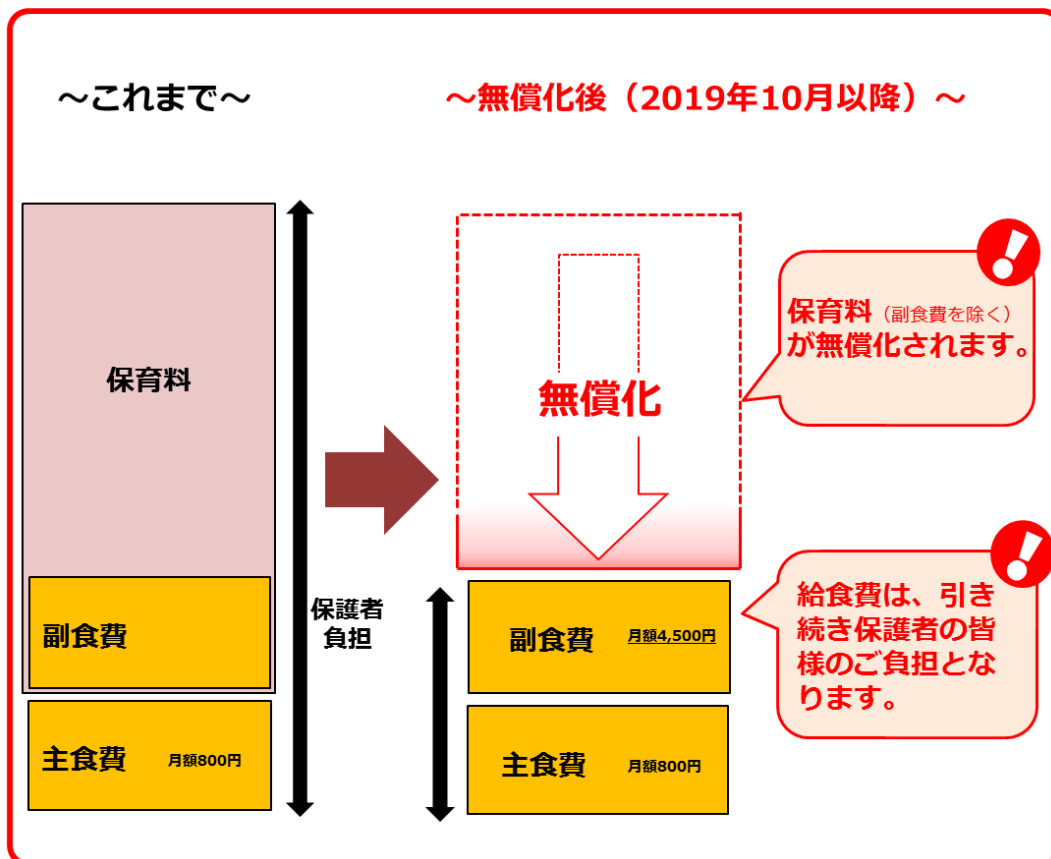 ～これまで～
～無償化後（2019年10月以降）～
保育料
副食費
主食費 月額800円
保護者
負担
無償化
副食費 月額4,500円
主食費 月額800円
保育料（副食費を除く）
が無償化されます。
給食費は、引き
続き保護者の皆
様のご負担とな
ります。